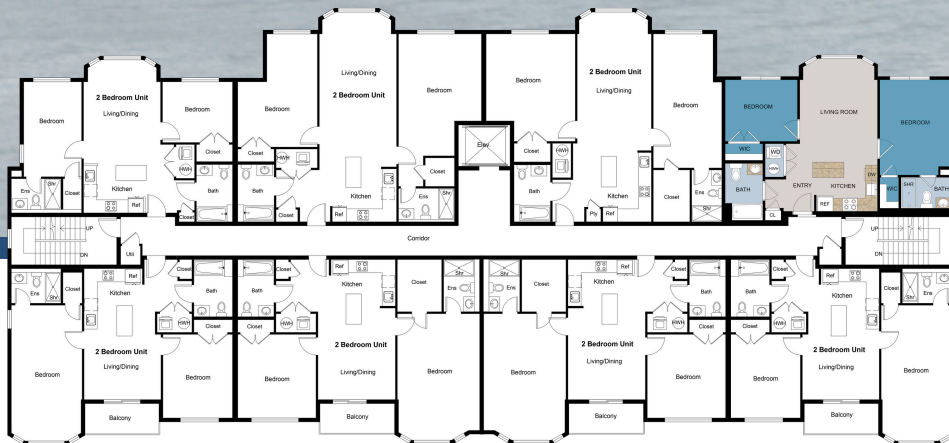 2 Bedroom Unit
Living/Dining
Bedroom
Bedroom
Kitchen
HWH
Closet
Closet
Ens
Shr
Bath
Ref
Closet
Living/Dining
2 Bedroom Unit
Bedroom
Bedroom
Closet
HWH
Bath
Closet
Kitchen
Ref
Closet
Ens
Shr
Elev
2 Bedroom Unit
Living/Dining
Bedroom
Bedroom
Closet
HWH
Bath
Kitchen
Closet
Ens
Shr
Pty
Ref
BEDROOM
LIVING ROOM
BEDROOM
WIC
WD
HWH
BATH
ENTRY
KITCHEN
DW
WIC
SHR
BATH
REF
CL
UP
DN
Util
Corridor
UP
DN
Ens
Shr
Closet
Ref
Kitchen
Closet
Bath
HWH
Closet
2 Bedroom Unit
Living/Dining
Bedroom
Bedroom
Balcony
Closet
Bath
HWH
Closet
Ref
Kitchen
Closet
Shr
Ens
2 Bedroom Unit
Living/Dining
Bedroom
Bedroom
Balcony
Shr
Ens
Closet
Ref
Kitchen
Closet
Bath
HWH
Closet
2 Bedroom Unit
Living/Dining
Bedroom
Bedroom
Balcony
Closet
Bath
HWH
Closet
Ref
Kitchen
Closet
Shr
Ens
2 Bedroom Unit
Living/Dining
Bedroom
Bedroom
Balcony